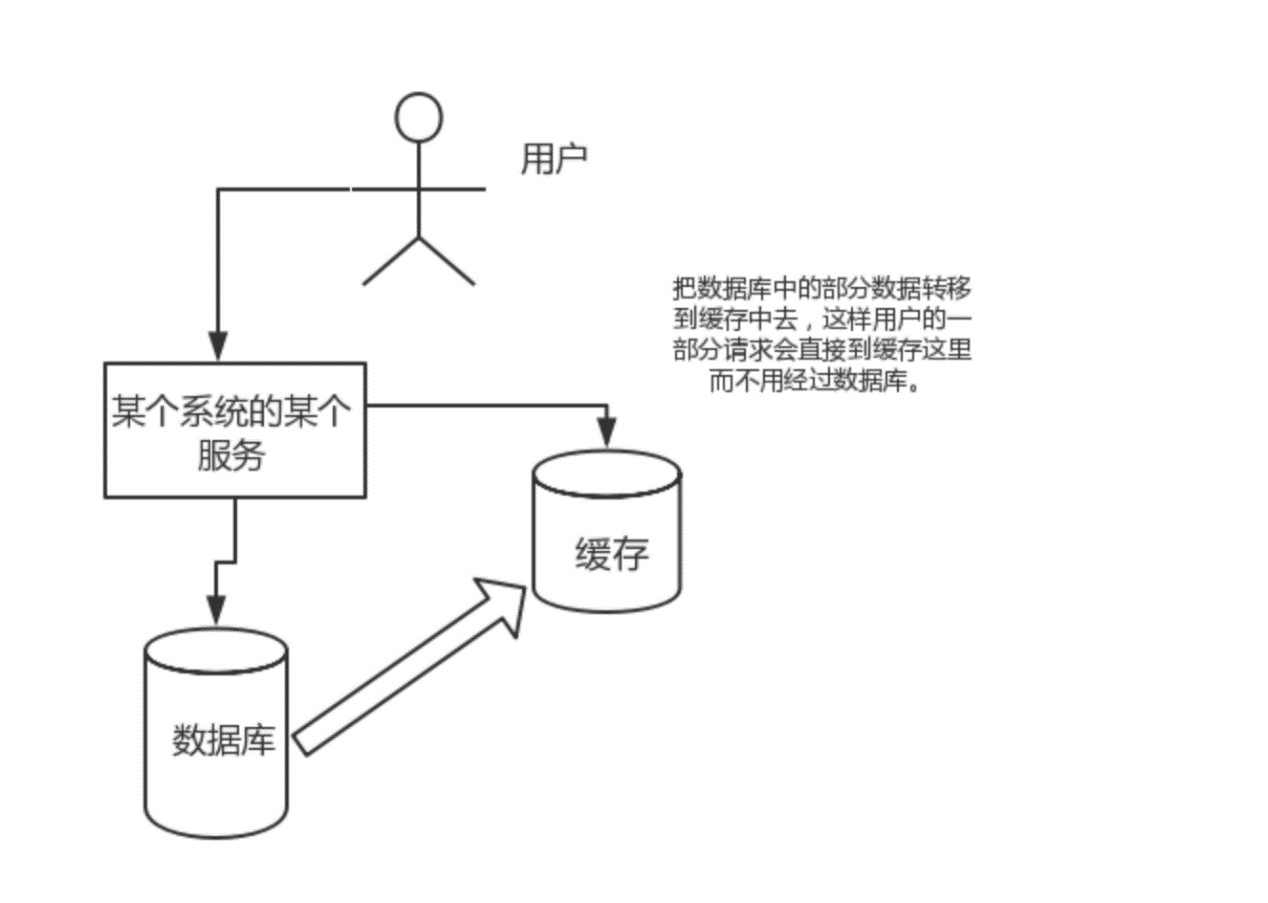 用户
把数据库中的部分数据转移
到缓存中去，这样用户的一
部分请求会直接到缓存这里
而不用经过数据库。
某个系统的某个
服务
缓存
数据库